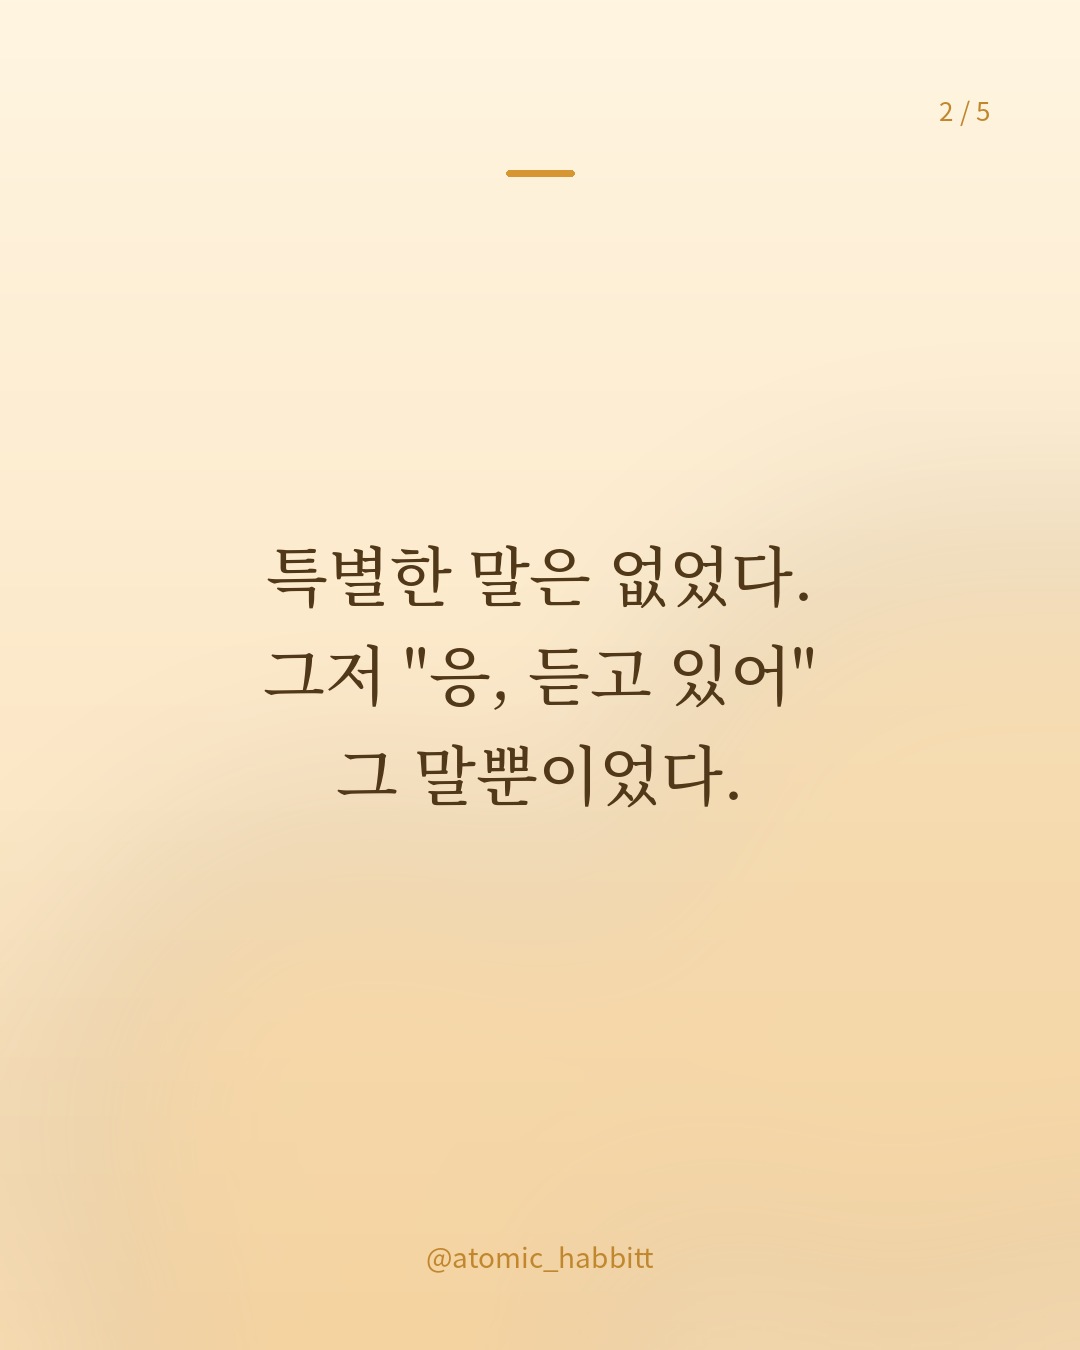 2 / 5
특별한 말은 없었다.
그저 "응, 듣고 있어"
그 말뿐이었다.
@atomic_habbitt